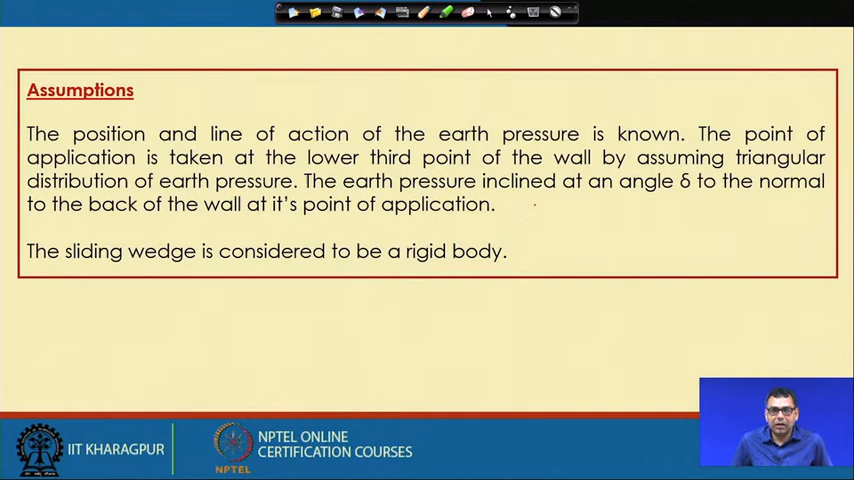 Assumptions
The position and line of action of the earth pressure is known. The point of
application is taken at the lower third point of the wall by assuming triangular
distribution of earth pressure. The earth pressure inclined at an angle δ to the normal
to the back of the wall at it's point of application.
The sliding wedge is considered to be a rigid body.
IIT KHARAGPUR
NPTEL
NPTEL ONLINE
CERTIFICATION COURSES